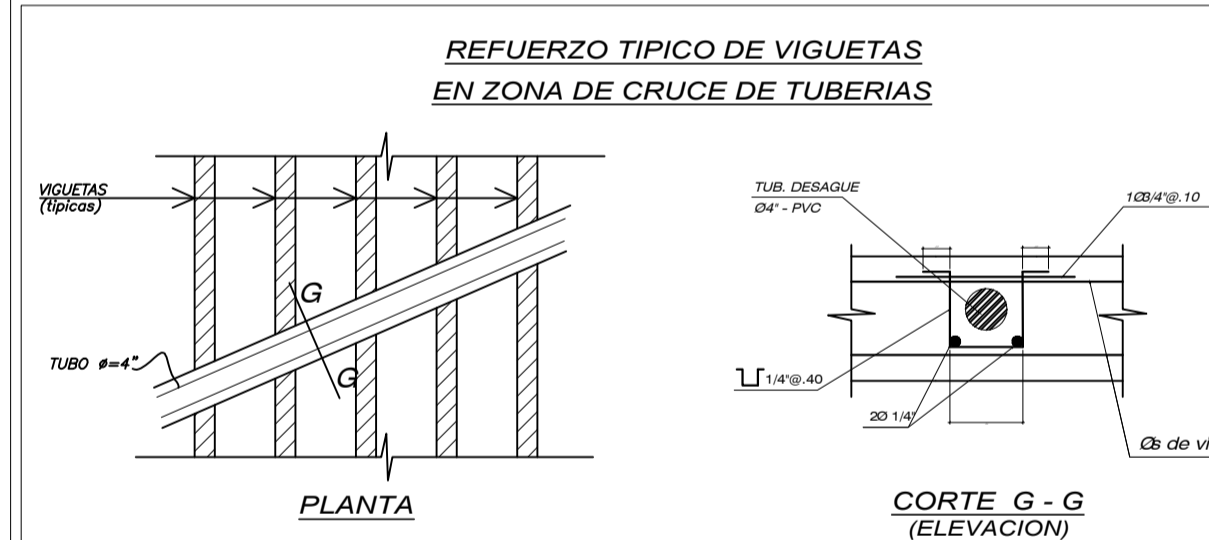 REFUERZO TIPICO DE VIGUETAS
EN ZONA DE CRUCE DE TUBERIAS
VIGUETAS
(tipicas)
G
G
TUBO ø=4"
PLANTA
TUB. DESAGUE
Ø4" - PVC
1Ø3/4"@.10
1/4"@.40
2Ø 1/4"
Øs de vi
CORTE G - G
(ELEVACION)